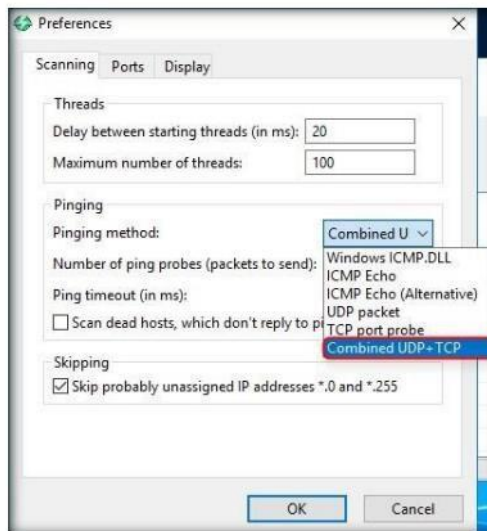 Preferences
Scanning Ports Display
Threads
Delay between starting threads (in ms): 20
Maximum number of threads: 100
Pinging
Pinging method: Combined U
Windows ICMP.DLL
Number of ping probes (packets to send):
ICMP Echo
ICMP Echo (Alternative)
Ping timeout (in ms):
UDP packet
Scan dead hosts, which don't reply to
TCP port probe
Combined UDP+TCP
Skipping
Skip probably unassigned IP addresses *.0 and *.255
OK Cancel